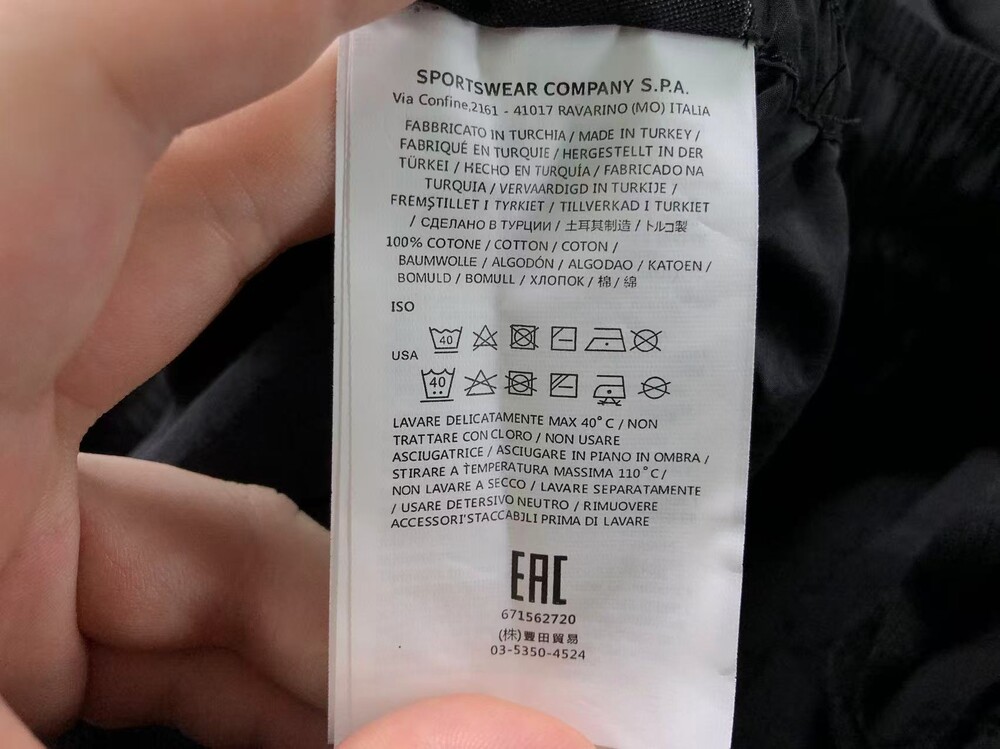 SPORTSWEAR COMPANY S.P.A.
Via Confine,2161 - 41017 RAVARINO (MO) ITALIA
FABBRICATO IN TURCHIA / MADE IN TURKEY /
FABRIQUÉ EN TURQUIE / HERGESTELLT IN DER
TÜRKEI / HECHO EN TURQUÍA / FABRICADO NA
TURQUIA / VERVAARDIGD IN TURKIJE /
FREMSTILLET I TYRKIET / TILLVERKAD I TURKIET
/ СДЕЛАНО В ТУРЦИИ / 土耳其制造 / トルコ製
100% COTONE / COTTON / COTON /
BAUMWOLLE / ALGODÓN / ALGODAO / KATOEN /
BOMULD / BOMULL / ХЛОПОК / 棉 / 綿
ISO
40
USA
40
LAVARE DELICATAMENTE MAX 40°C / NON
TRATTARE CON CLORO / NON USARE
ASCIUGATRICE / ASCIUGARE IN PIANO IN OMBRA /
STIRARE A TEMPERATURA MASSIMA 110°C /
NON LAVARE A SECCO / LAVARE SEPARATAMENTE
/ USARE DETERSIVO NEUTRO / RIMUOVERE
ACCESSORI STACCABILI PRIMA DI LAVARE
EAC
671562720
(株)豊田貿易
03-5350-4524